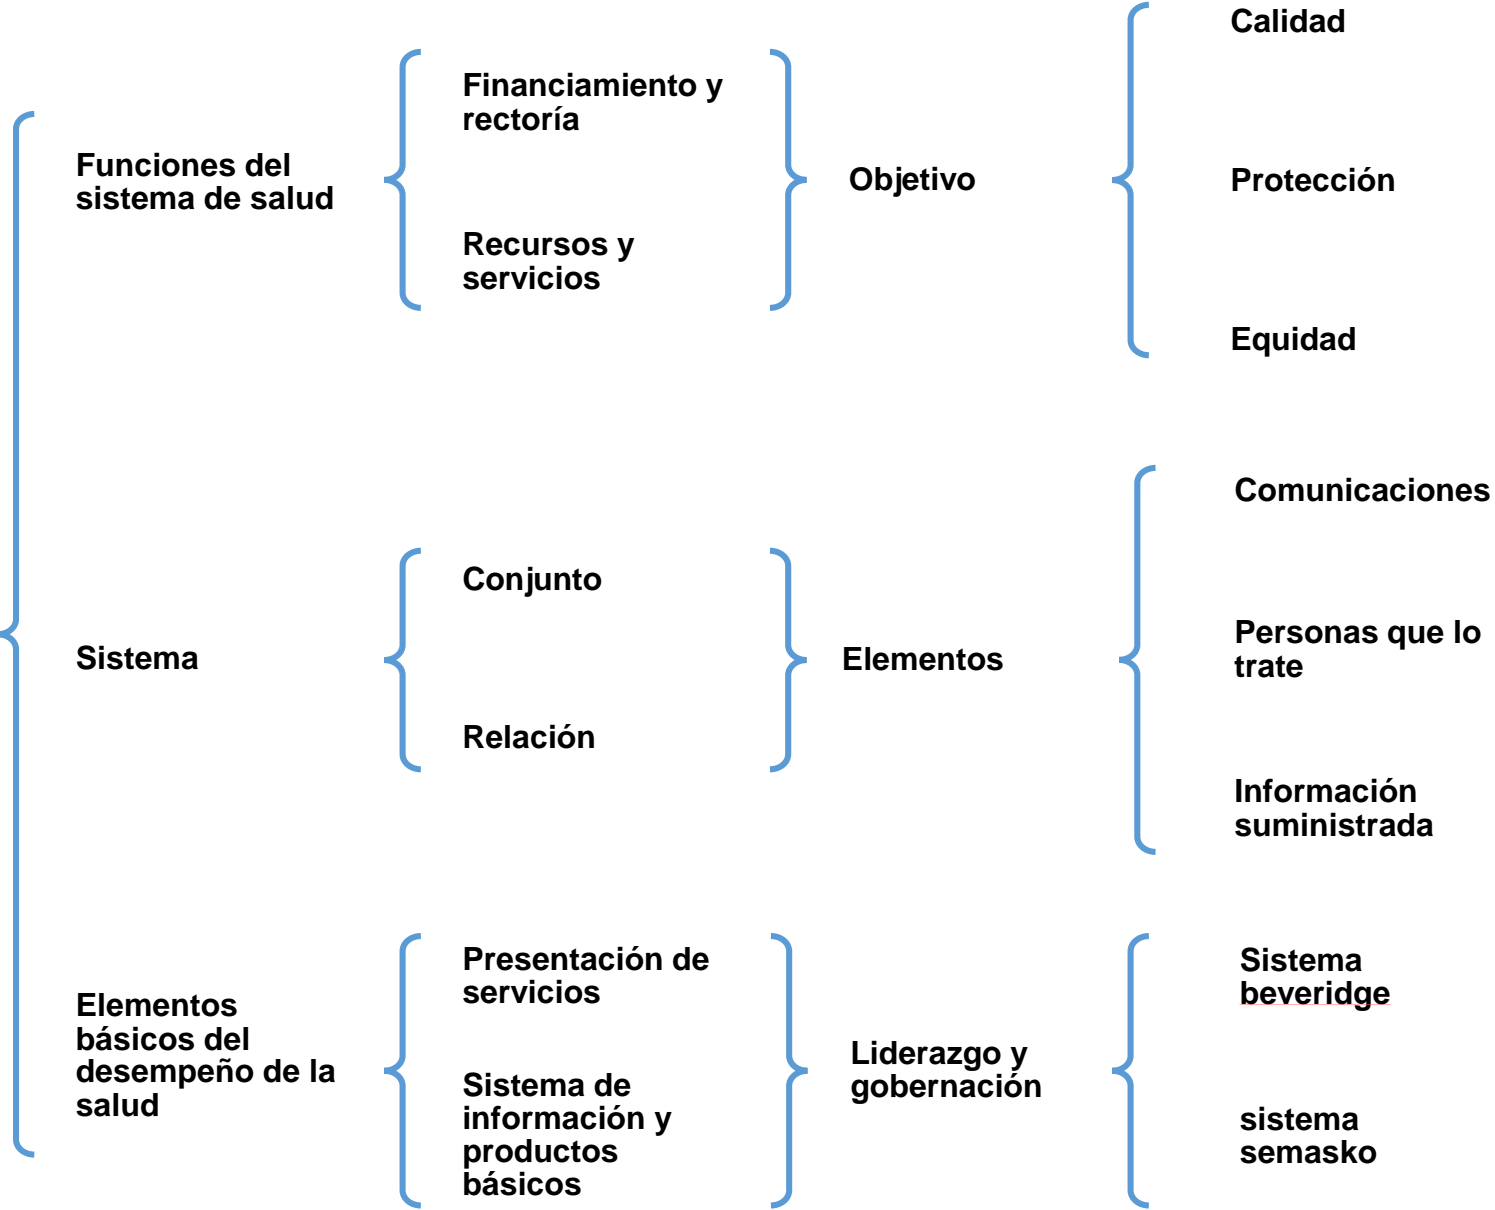 Funciones del
sistema de salud
Financiamiento y
rectoría
Recursos y
servicios
Objetivo
Calidad
Protección
Equidad
Sistema
Conjunto
Relación
Elementos
Comunicaciones
Personas que lo
trate
Información
suministrada
Elementos
básicos del
desempeño de la
salud
Presentación de
servicios
Sistema de
información y
productos
básicos
Liderazgo y
gobernación
Sistema
beveridge
sistema
semasko